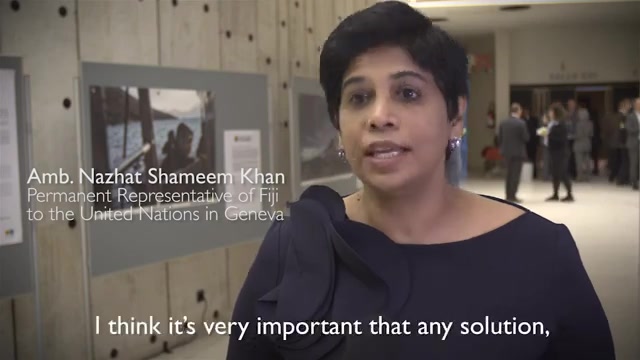 Amb. Nazhat Shameem Khan
Permanent Representative of Fiji
to the United Nations in Geneva
I think it's very important that any solution,